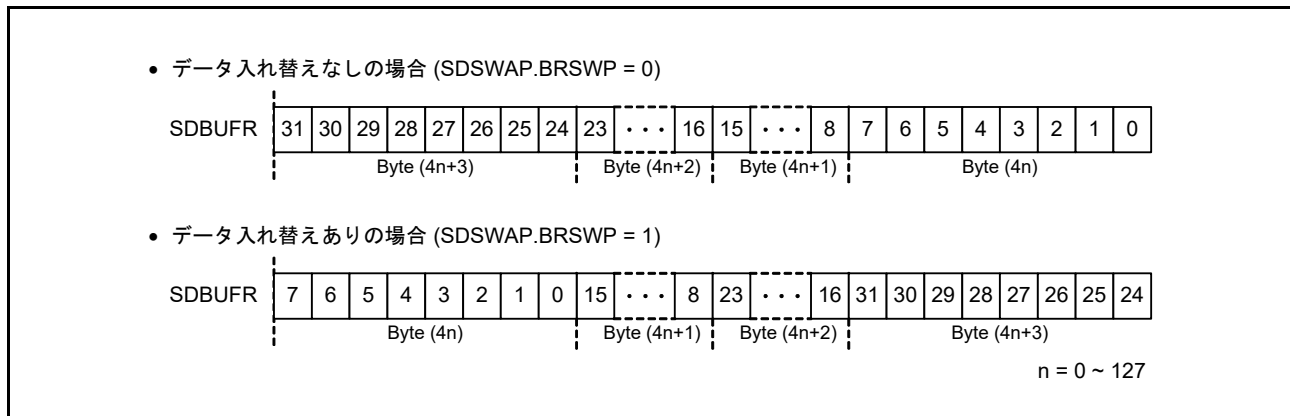 • データ入れ替えなしの場合 (SDSWAP.BRSWP = 0)
SDBUFR 31 30 29 28 27 26 25 24 23 ・・・ 16 15 ・・・ 8 7 6 5 4 3 2 1 0
Byte (4n+3) Byte (4n+2) Byte (4n+1) Byte (4n)
• データ入れ替えありの場合 (SDSWAP.BRSWP = 1)
SDBUFR 7 6 5 4 3 2 1 0 15 ・・・ 8 23 ・・・ 16 31 30 29 28 27 26 25 24
Byte (4n) Byte (4n+1) Byte (4n+2) Byte (4n+3)
n = 0 ~ 127